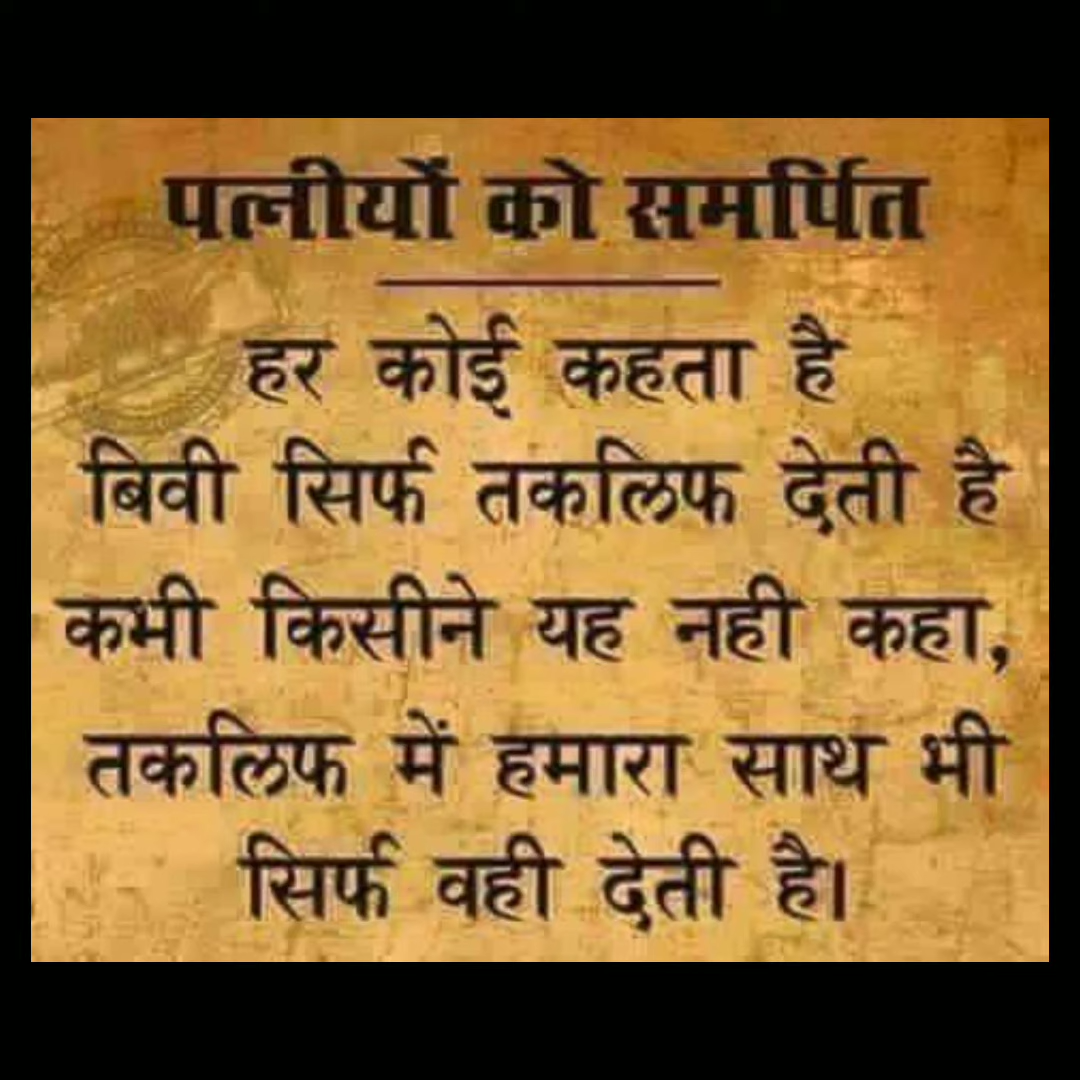 पत्नीयों को समर्पित
हर कोई कहता है
बिवी सिर्फ तकलिफ देती है
कभी किसीने यह नही कहा,
तकलिफ में हमारा साथ भी
सिर्फ वही देती है।